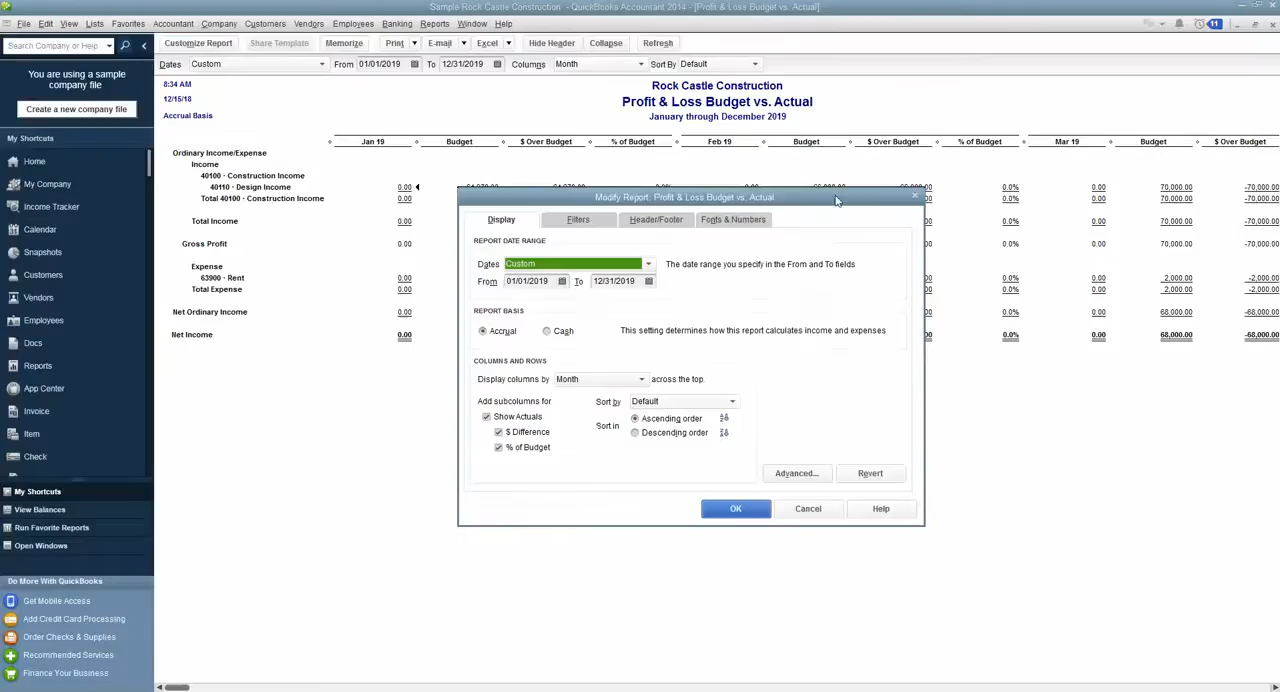 Sample Rock Castle Construction - QuickBooks Accountant 2014 - [Profit & Loss Budget vs. Actual]
File Edit View Lists Favorites Accountant Company Customers Vendors Employees Banking Reports Window Help 11
Search Company or Help Customize Report Share Template Memorize Print E-mail Excel Hide Header Collapse Refresh
Dates Custom From 01/01/2019 To 12/31/2019 Columns Month Sort By Default
You are using a sample
company file
Create a new company file
My Shortcuts
Home
My Company
Income Tracker
Calendar
Snapshots
Customers
Vendors
Employees
Docs
Reports
App Center
Invoice
Item
Check
My Shortcuts
View Balances
Run Favorite Reports
Open Windows
Do More With QuickBooks
Get Mobile Access
Add Credit Card Processing
Order Checks & Supplies
Recommended Services
Finance Your Business
8:34 AM
12/15/18
Accrual Basis
Rock Castle Construction
Profit & Loss Budget vs. Actual
January through December 2019
Jan 19 Budget $ Over Budget % of Budget Feb 19 Budget $ Over Budget % of Budget Mar 19 Budget $ Over Budget
Ordinary Income/Expense
Income
40100 · Construction Income
40110 · Design Income 0.00 0.0% 0.00 70,000.00 -70,000.00
Total 40100 · Construction Income 0.00 0.0% 0.00 70,000.00 -70,000.00
Total Income 0.00 0.0% 0.00 70,000.00 -70,000.00
Gross Profit 0.00 0.0% 0.00 70,000.00 -70,000.00
Expense
63900 · Rent 0.00 0.0% 0.00 2,000.00 -2,000.00
Total Expense 0.00 0.0% 0.00 2,000.00 -2,000.00
Net Ordinary Income 0.00 0.0% 0.00 68,000.00 -68,000.00
Net Income 0.00 0.0% 0.00 68,000.00 -68,000.00
Modify Report: Profit & Loss Budget vs. Actual
Display Filters Header/Footer Fonts & Numbers
REPORT DATE RANGE
Dates Custom The date range you specify in the From and To fields
From 01/01/2019 To 12/31/2019
REPORT BASIS
Accrual Cash This setting determines how this report calculates income and expenses
COLUMNS AND ROWS
Display columns by Month across the top
Add subcolumns for Sort by Default
Show Actuals Sort in Ascending order
$ Difference Descending order
% of Budget
Advanced... Revert
OK Cancel Help